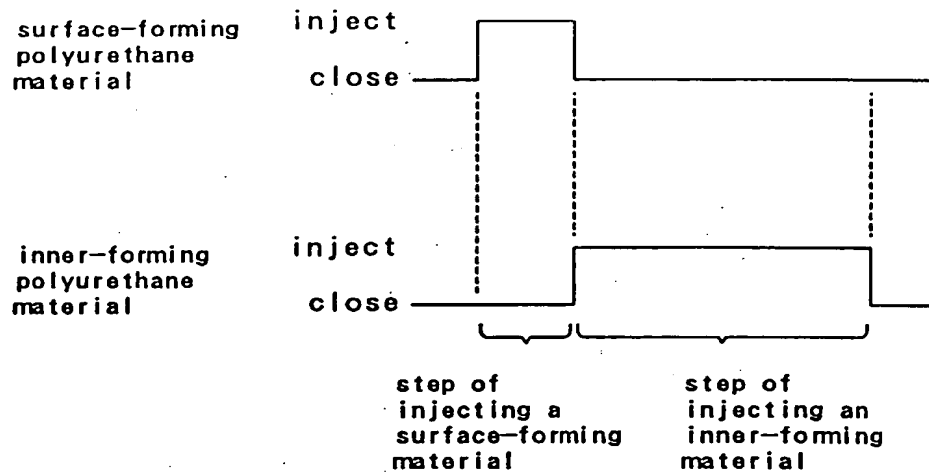 surface-forming
polyurethane
material
inject
close
inner-forming
polyurethane
material
inject
close
step of
injecting a
surface-forming
material
step of
injecting an
inner-forming
material